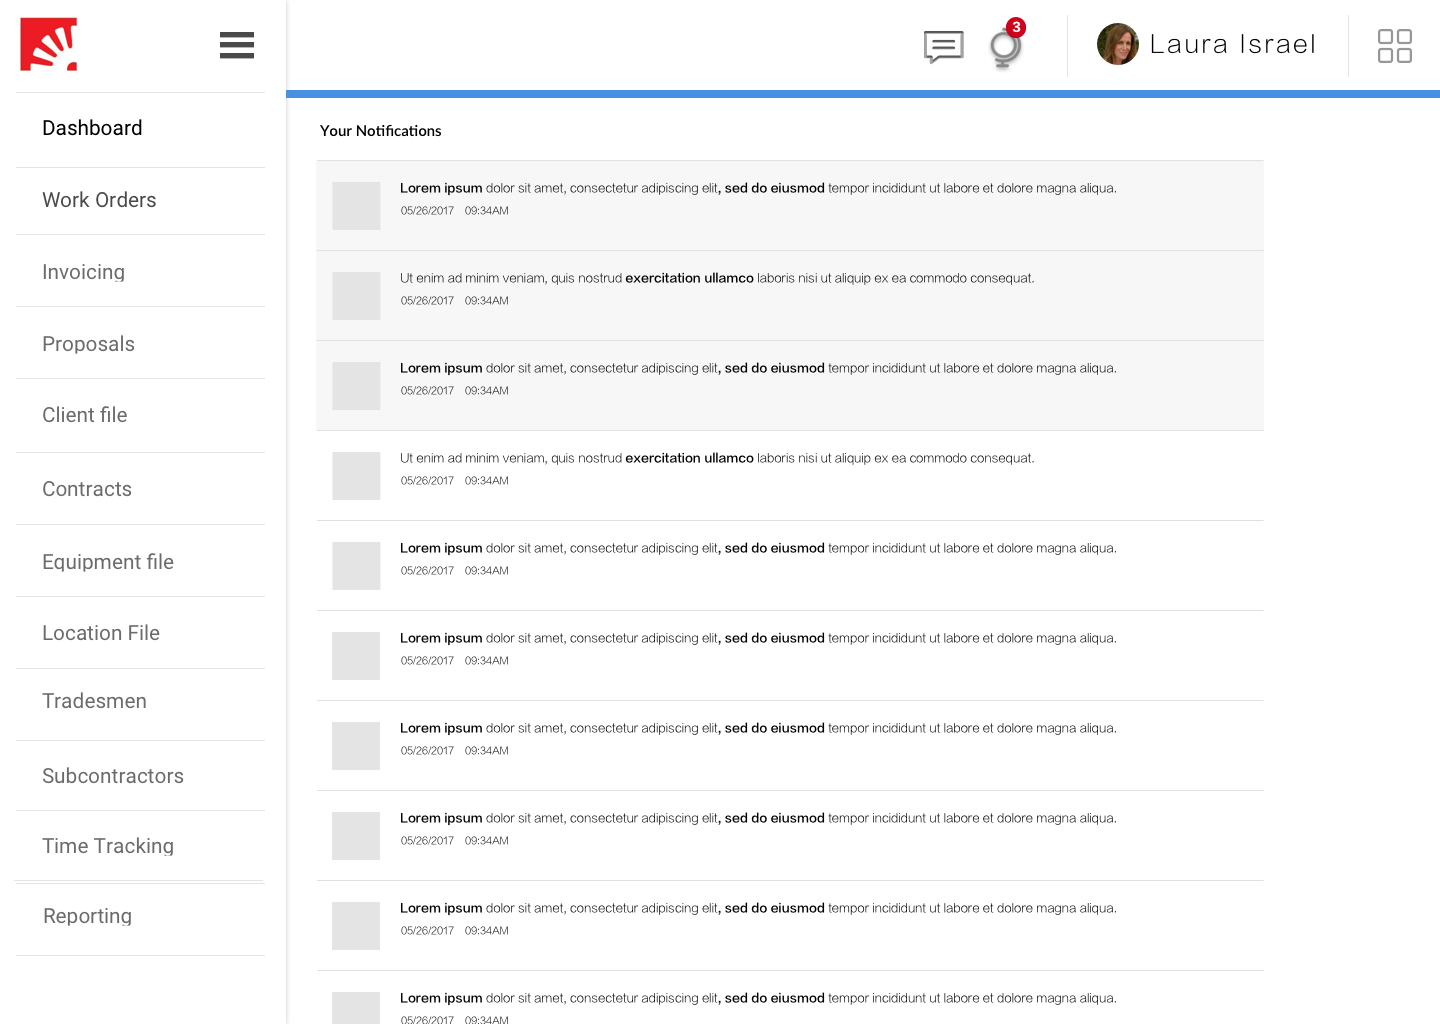 3
Laura Israel
Dashboard
Work Orders
Invoicing
Proposals
Client file
Contracts
Equipment file
Location File
Tradesmen
Subcontractors
Time Tracking
Reporting
Your Notifications
Lorem ipsum dolor sit amet, consectetur adipiscing elit, sed do eiusmod tempor incididunt ut labore et dolore magna aliqua.
05/26/2017 09:34AM
Ut enim ad minim veniam, quis nostrud exercitation ullamco laboris nisi ut aliquip ex ea commodo consequat.
05/26/2017 09:34AM
Lorem ipsum dolor sit amet, consectetur adipiscing elit, sed do eiusmod tempor incididunt ut labore et dolore magna aliqua.
05/26/2017 09:34AM
Ut enim ad minim veniam, quis nostrud exercitation ullamco laboris nisi ut aliquip ex ea commodo consequat.
05/26/2017 09:34AM
Lorem ipsum dolor sit amet, consectetur adipiscing elit, sed do eiusmod tempor incididunt ut labore et dolore magna aliqua.
05/26/2017 09:34AM
Lorem ipsum dolor sit amet, consectetur adipiscing elit, sed do eiusmod tempor incididunt ut labore et dolore magna aliqua.
05/26/2017 09:34AM
Lorem ipsum dolor sit amet, consectetur adipiscing elit, sed do eiusmod tempor incididunt ut labore et dolore magna aliqua.
05/26/2017 09:34AM
Lorem ipsum dolor sit amet, consectetur adipiscing elit, sed do eiusmod tempor incididunt ut labore et dolore magna aliqua.
05/26/2017 09:34AM
Lorem ipsum dolor sit amet, consectetur adipiscing elit, sed do eiusmod tempor incididunt ut labore et dolore magna aliqua.
05/26/2017 09:34AM
Lorem ipsum dolor sit amet, consectetur adipiscing elit, sed do eiusmod tempor incididunt ut labore et dolore magna aliqua.
05/26/2017 09:34AM